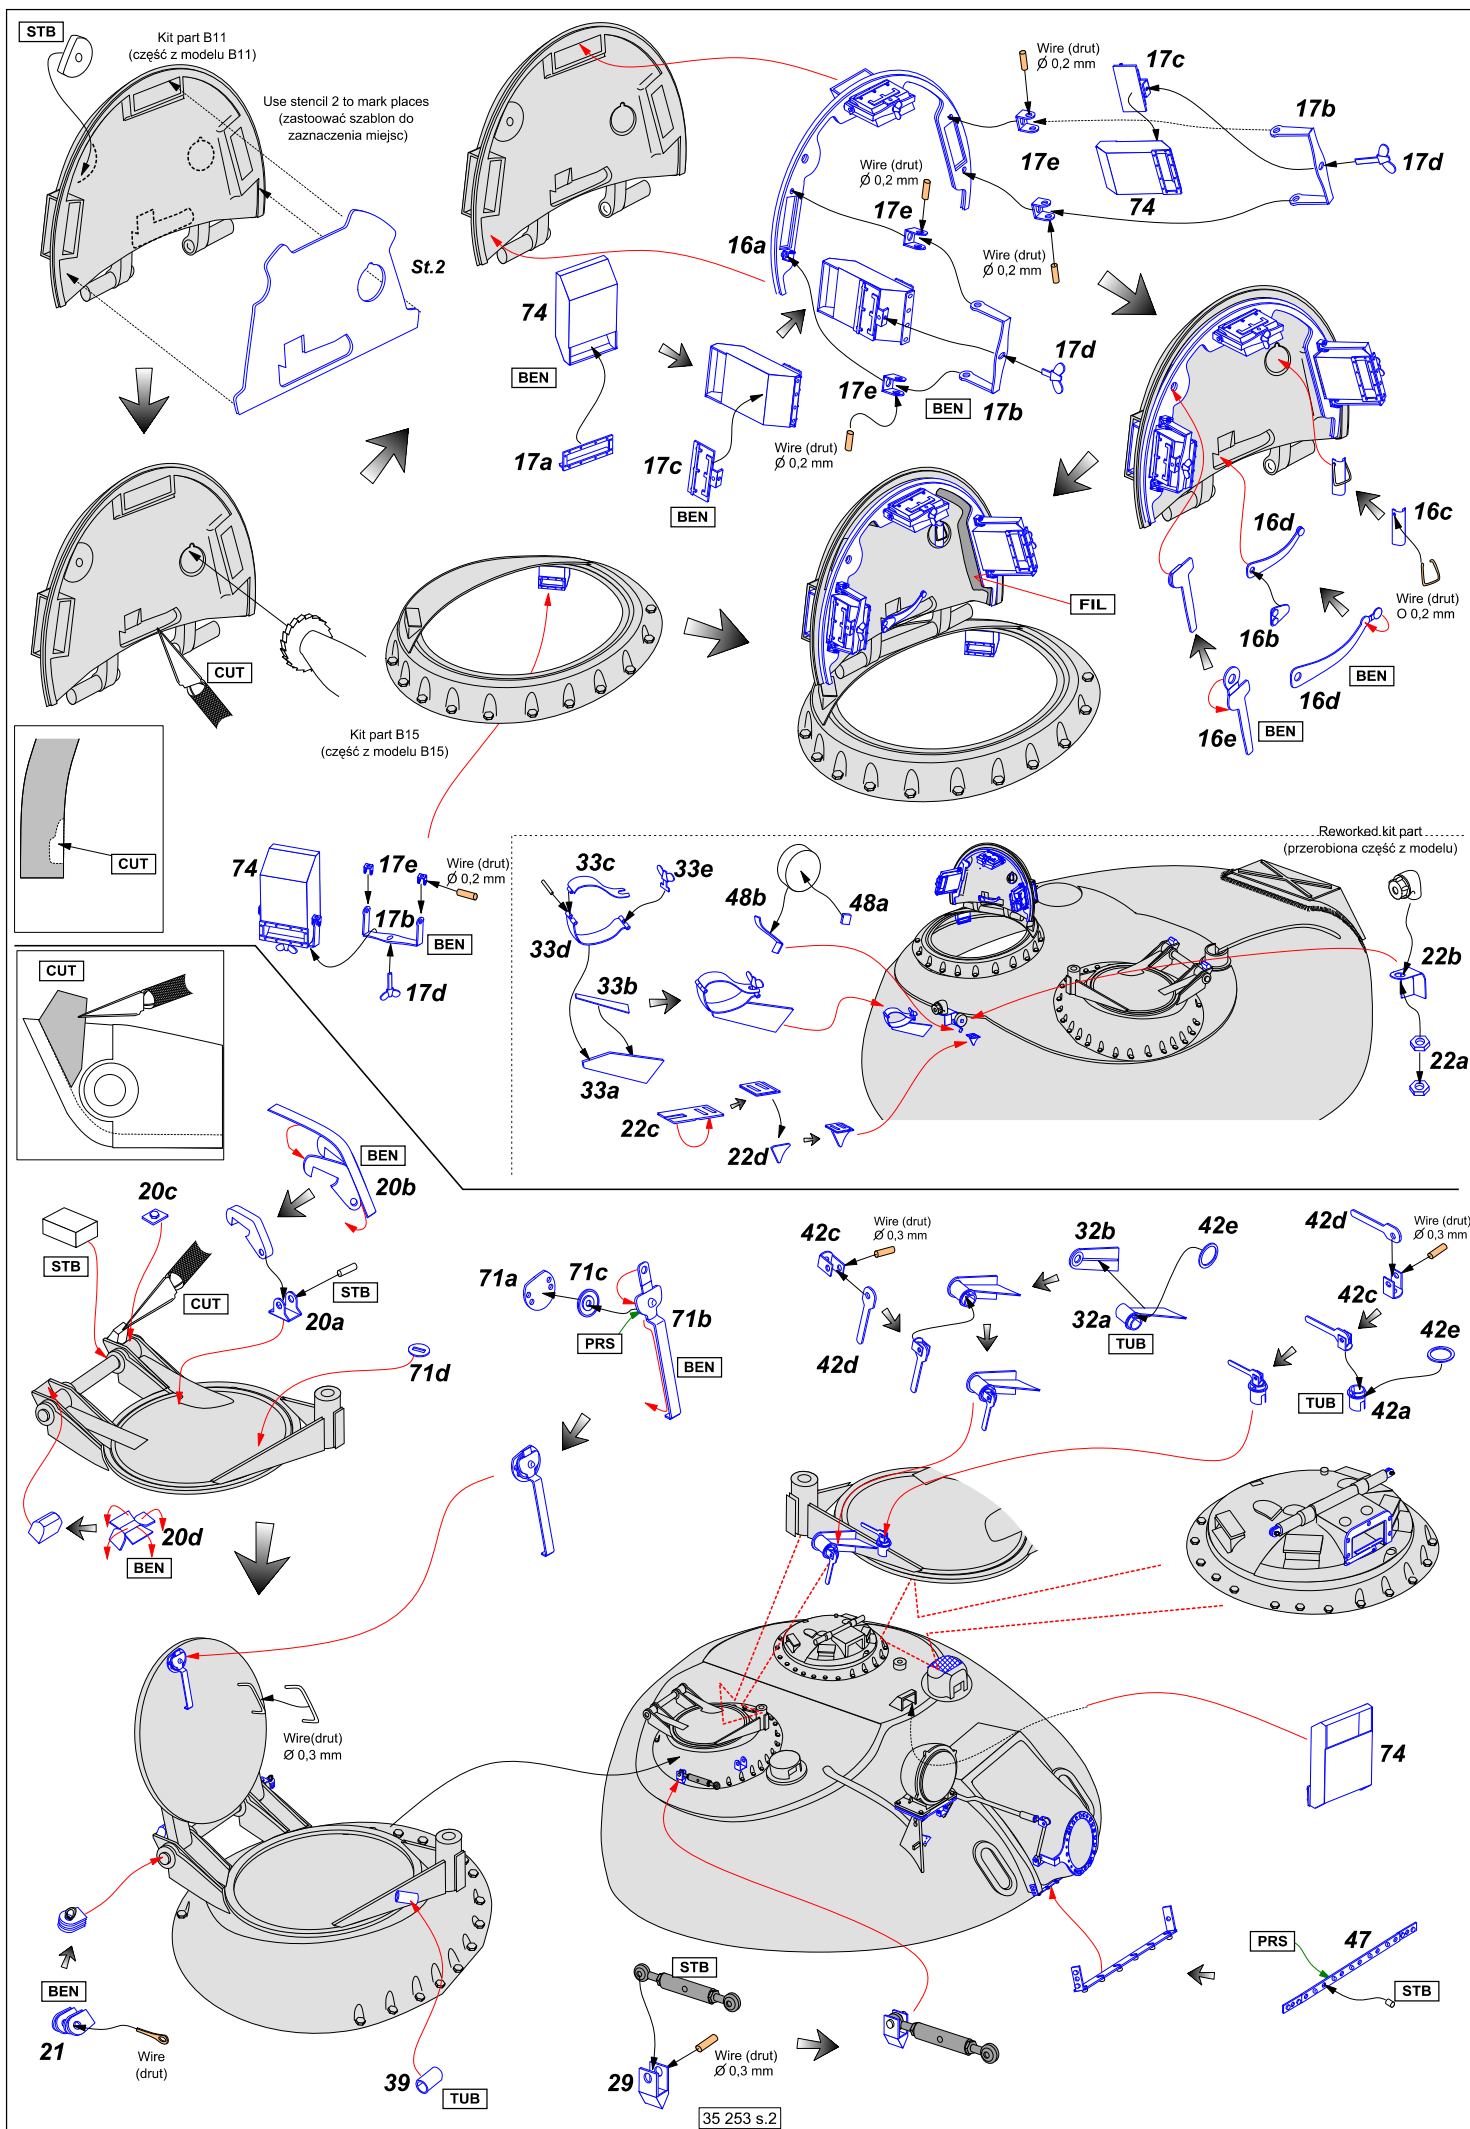 STB
Kit part B11
(część z modelu B11)
Use stencil 2 to mark places
(zastoować szablon do
zaznaczenia miejsc)
St.2
Wire (drut)
Ø 0,2 mm
17c
17b
17e
17d
74
Wire (drut)
Ø 0,2 mm
17e
16a
Wire (drut)
Ø 0,2 mm
74
BEN
17d
17e
BEN
17b
17a
17c
Wire (drut)
Ø 0,2 mm
BEN
16d
16c
Wire (drut)
O 0,2 mm
FIL
16b
16d
BEN
16e
BEN
CUT
Kit part B15
(część z modelu B15)
CUT
74
17e
Wire (drut)
Ø 0,2 mm
17b
BEN
17d
Reworked kit part
(przerobiona część z modelu)
33c
33e
48b
48a
33d
33b
33a
22b
22a
22c
22d
CUT
BEN
20b
20c
STB
CUT
STB
20a
71d
20d
BEN
71a
71c
71b
PRS
BEN
42c
Wire (drut)
Ø 0,3 mm
42d
32b
42e
32a
TUB
42d
Wire (drut)
Ø 0,3 mm
42c
42e
TUB
42a
Wire(drut)
Ø 0,3 mm
74
BEN
21
Wire
(drut)
39
TUB
STB
29
Wire (drut)
Ø 0,3 mm
PRS
47
STB
35 253 s.2